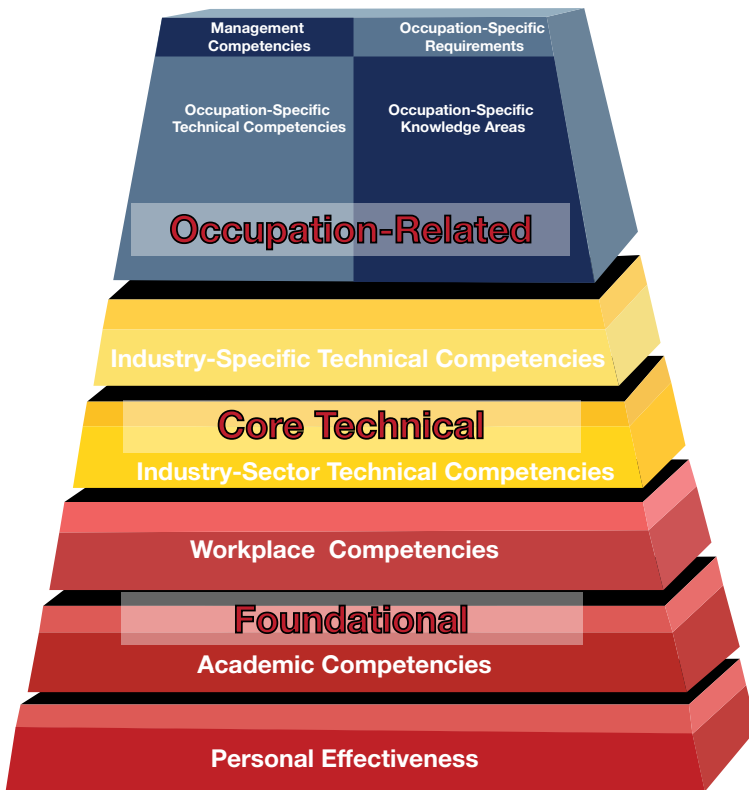 Management
Competencies
Occupation-Specific
Requirements
Occupation-Specific
Technical Competencies
Occupation-Specific
Knowledge Areas
Occupation-Related
Industry-Specific Technical Competencies
Core Technical
Industry-Sector Technical Competencies
Workplace Competencies
Foundational
Academic Competencies
Personal Effectiveness